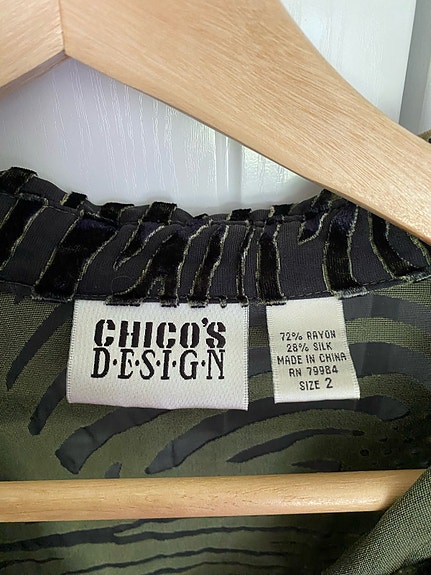 CHICO'S
D·E·S·I·G·N
72% RAYON
28% SILK
MADE IN CHINA
RN 79984
SIZE 2